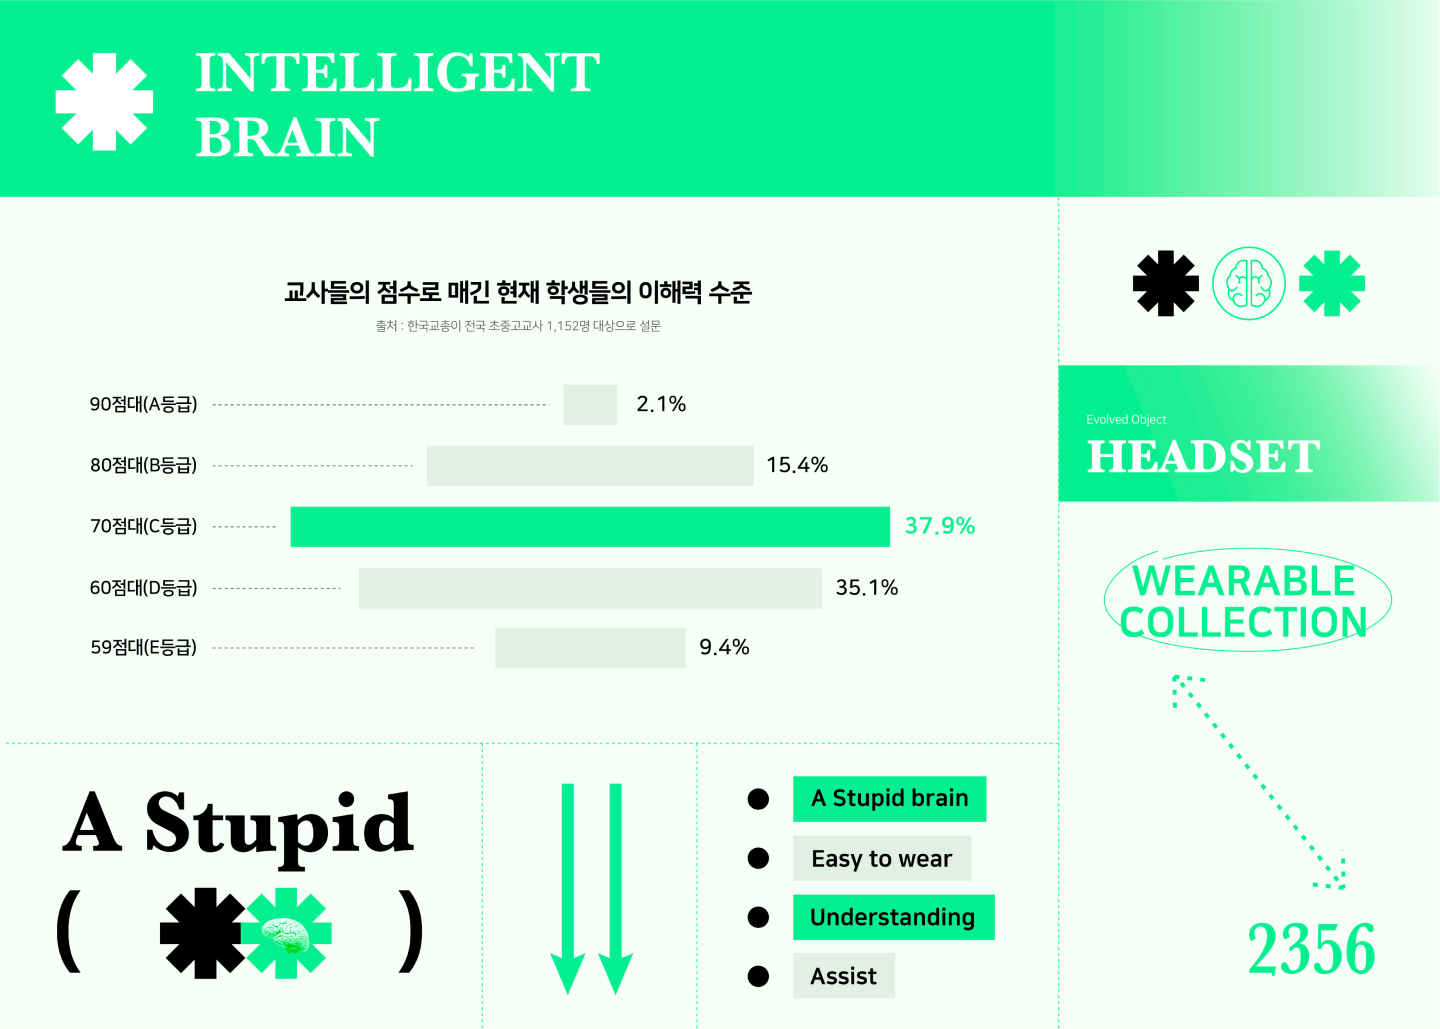 INTELLIGENT
BRAIN
교사들의 점수로 매긴 현재 학생들의 이해력 수준
출처 : 한국교총이 전국 초중고교사 1,152명 대상으로 설문
90점대(A등급) 2.1%
80점대(B등급) 15.4%
70점대(C등급) 37.9%
60점대(D등급) 35.1%
59점대(E등급) 9.4%
Evolved Object
HEADSET
WEARABLE
COLLECTION
2356
A Stupid
( )
A Stupid brain
Easy to wear
Understanding
Assist